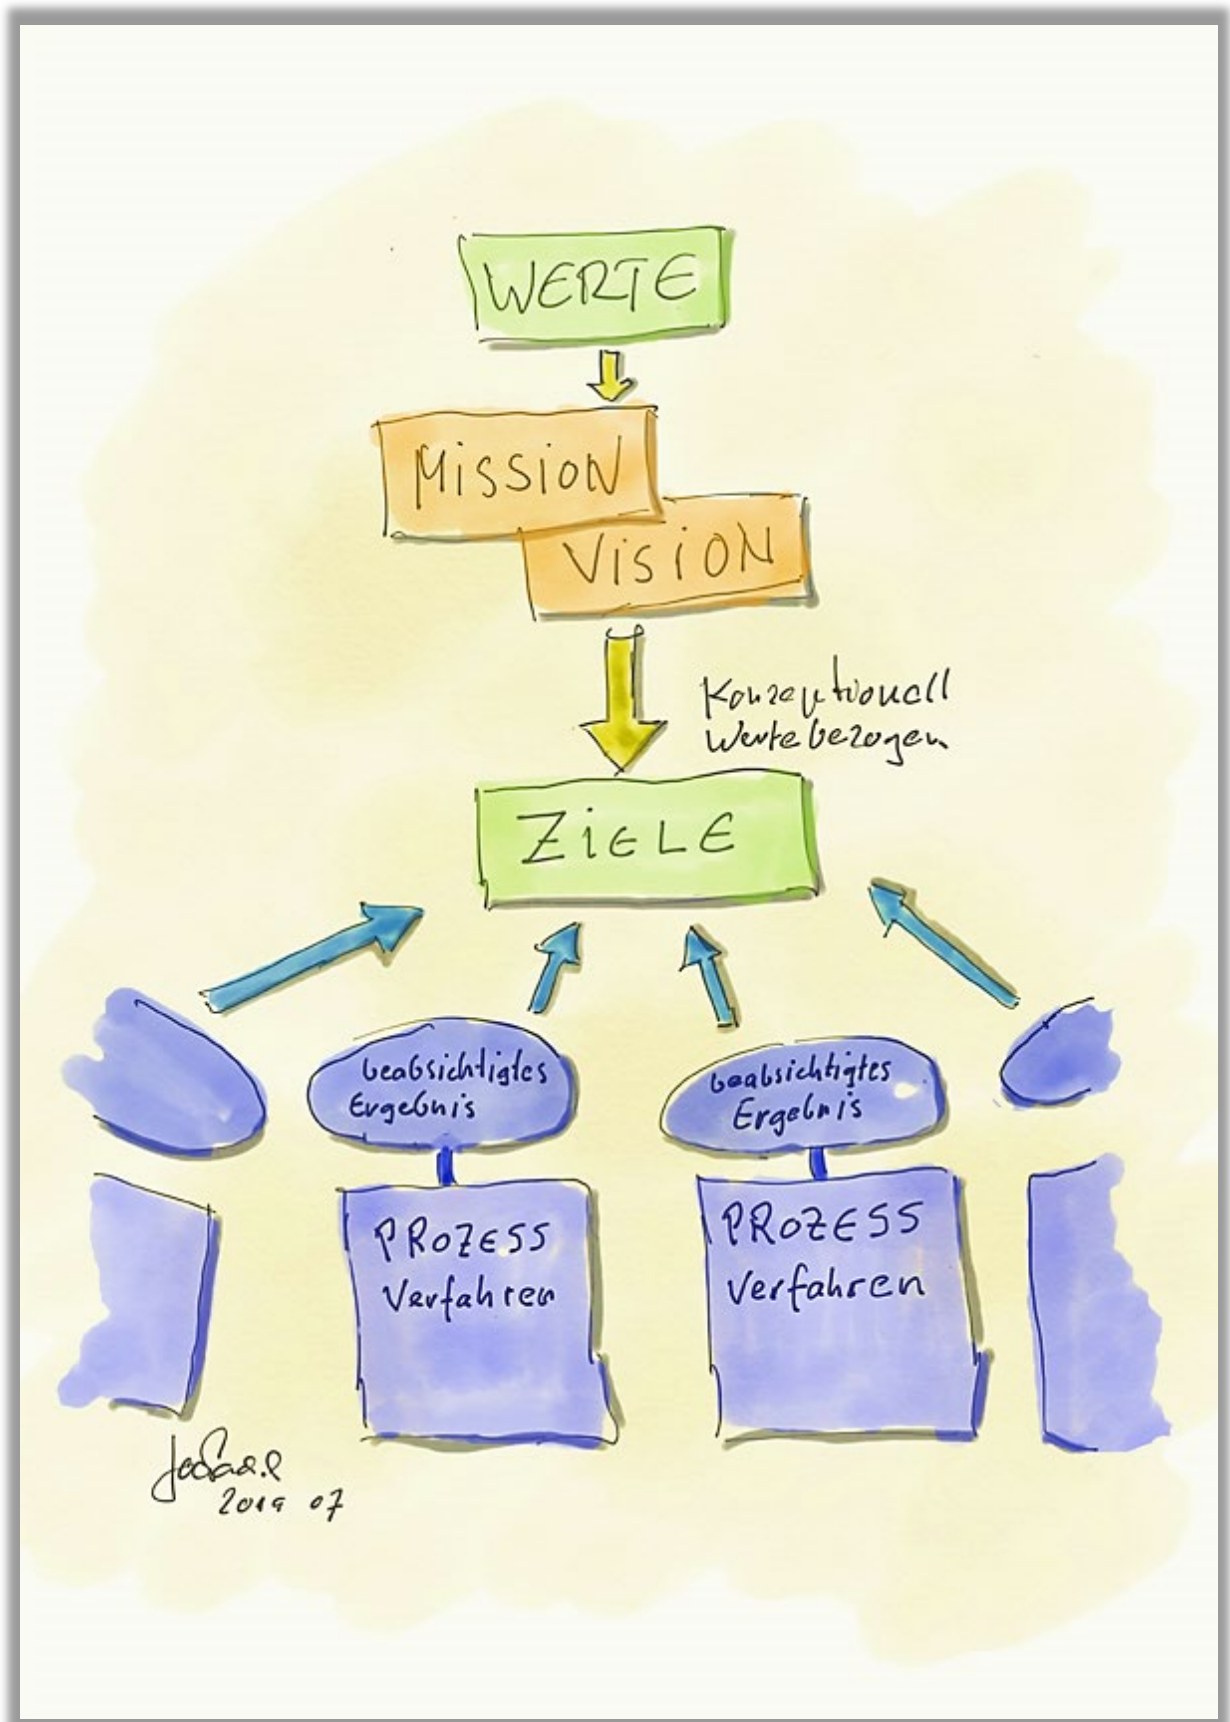 WERTE
MISSION
VISION
Konzeptionell
Wertebezogen
ZIELE
beabsichtigtes
Ergebnis
beabsichtigtes
Ergebnis
PROZESS
Verfahren
PROZESS
Verfahren
2019 07